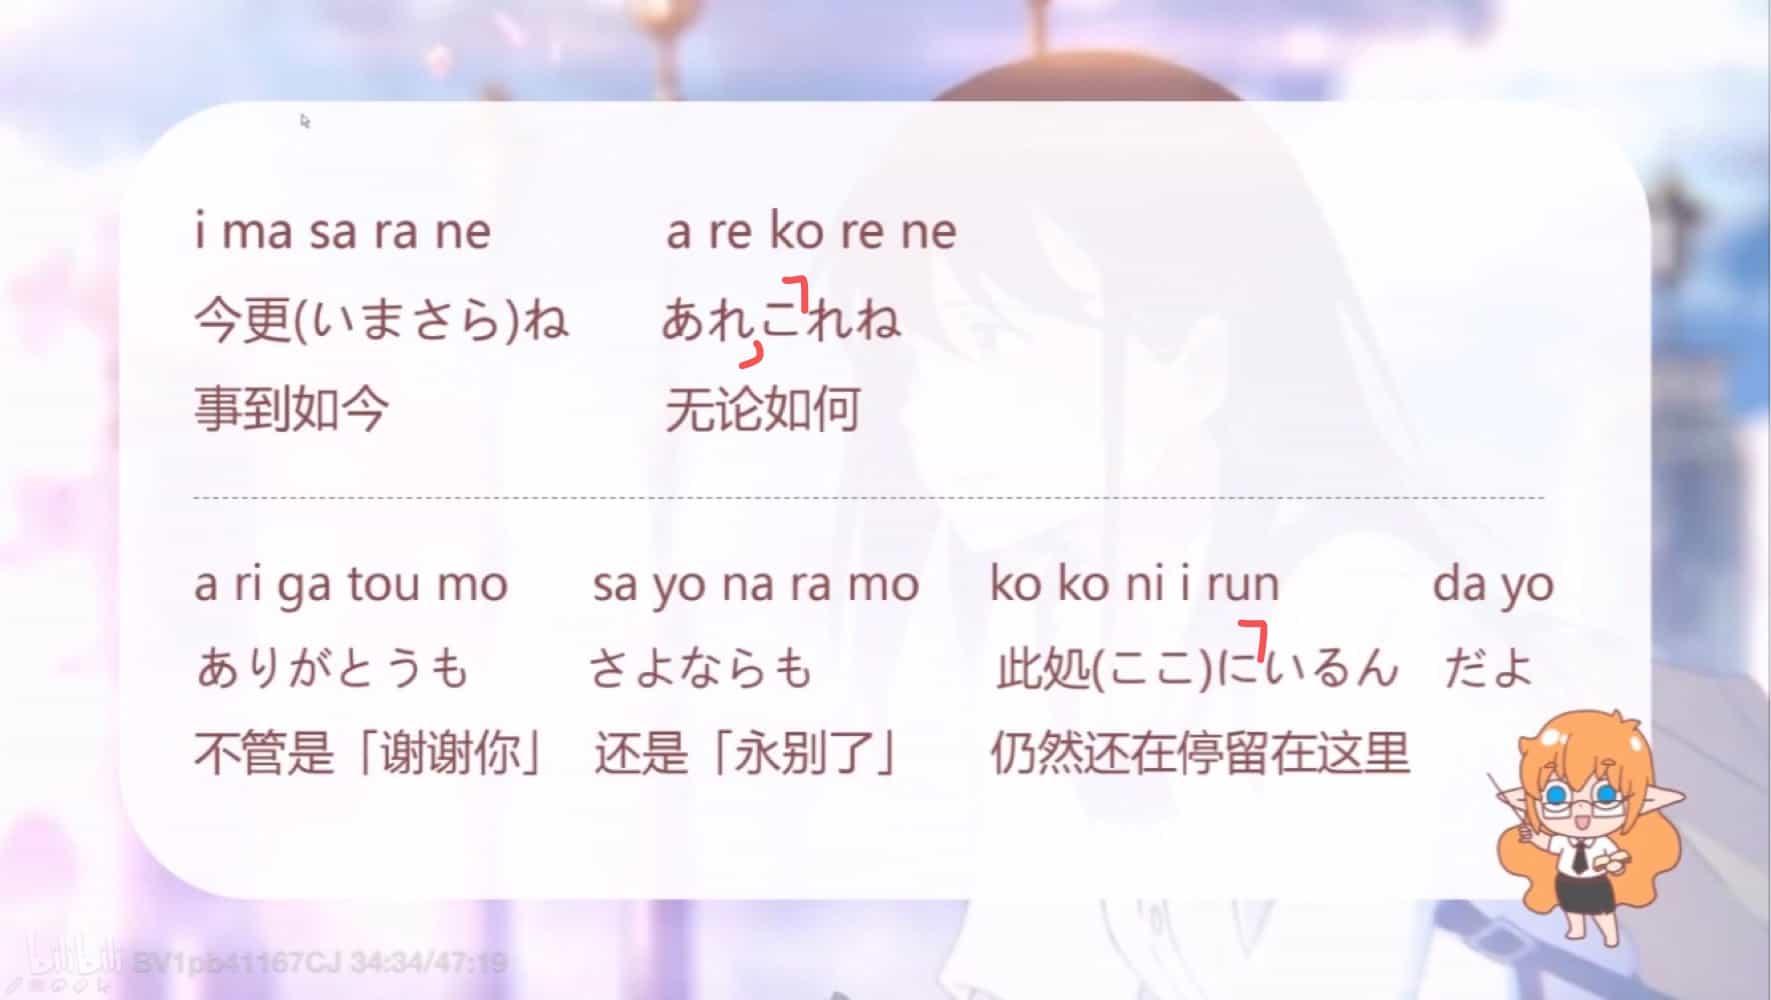 i ma sa ra ne a re ko re ne
今更(いまさら)ね あれこれね
事到如今 无论如何
a ri ga tou mo sa yo na ra mo ko ko ni i run da yo
ありがとうも さよならも 此処(ここ)にいるん だよ
不管是「谢谢你」 还是「永别了」 仍然还在停留在这里
bilibili BV1pb41167CJ 34:34/47:19